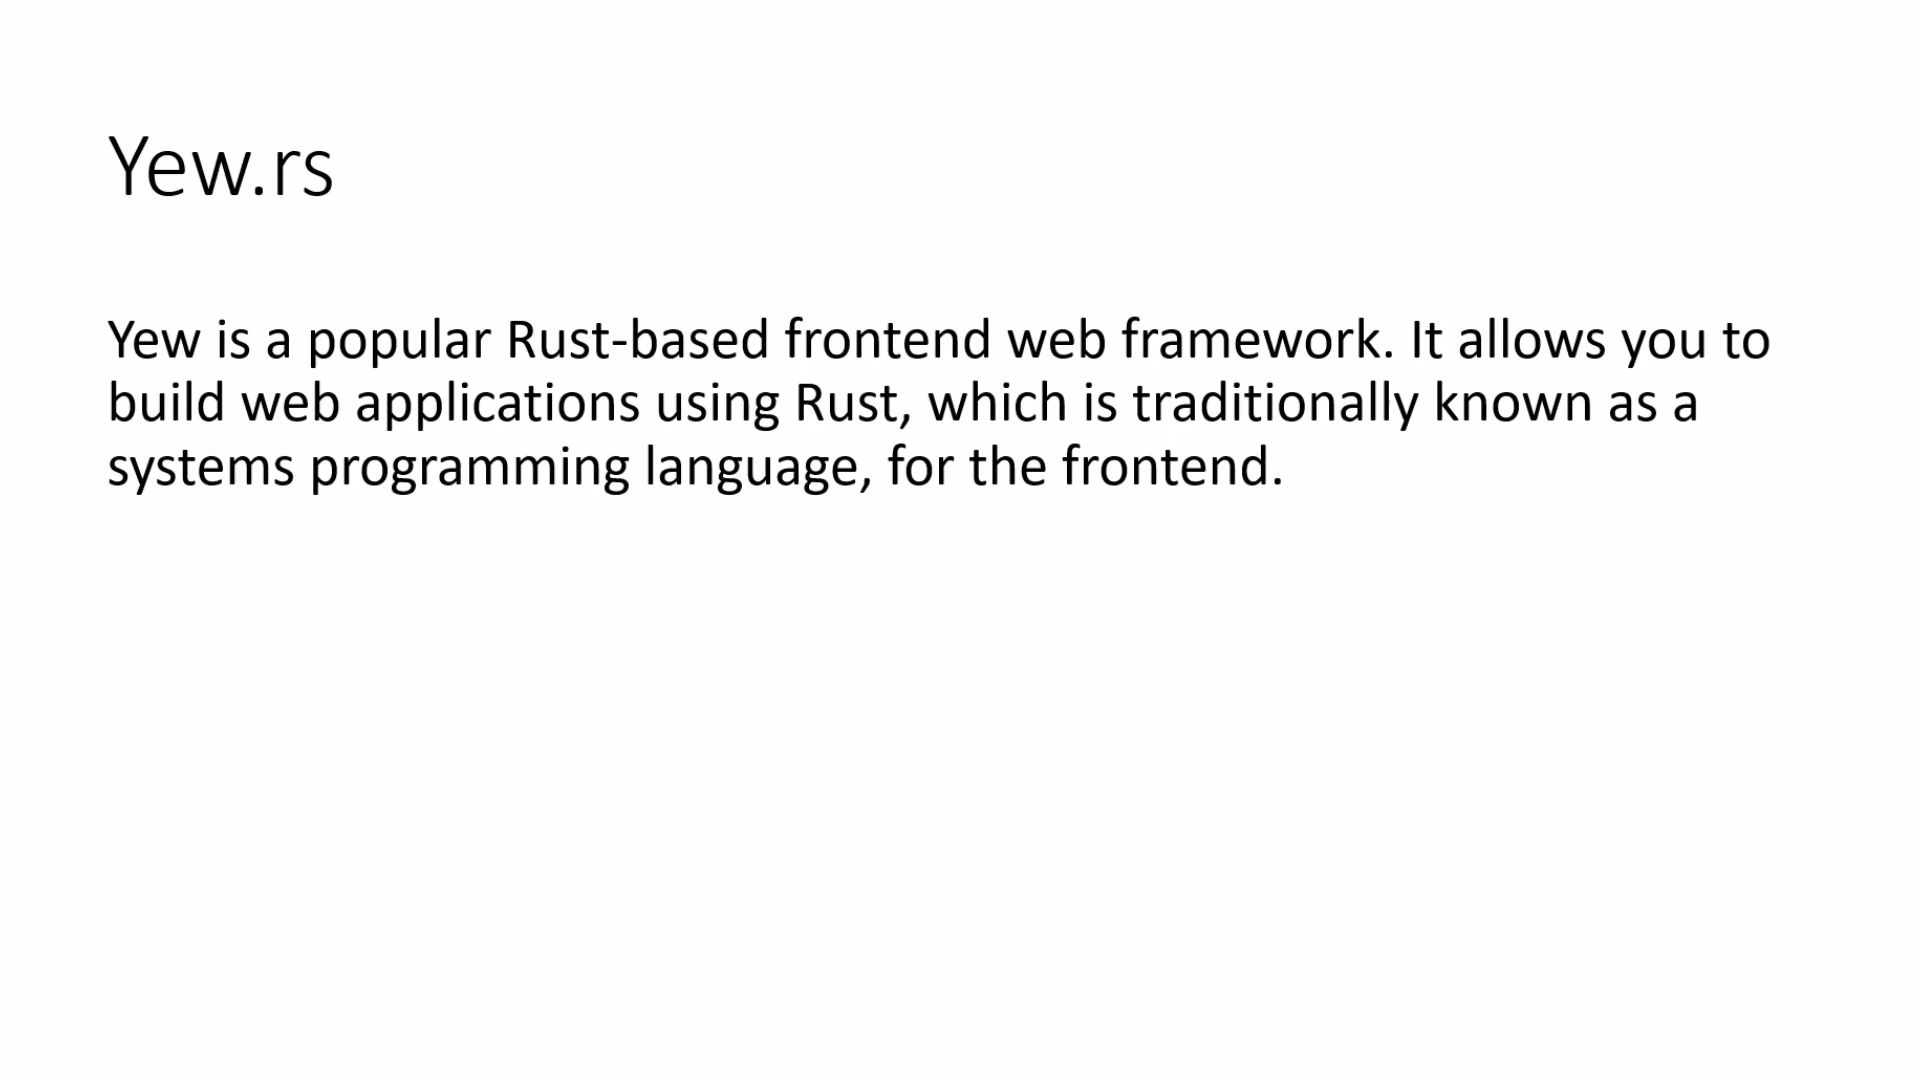 Yew.rs
Yew is a popular Rust-based frontend web framework. It allows you to
build web applications using Rust, which is traditionally known as a
systems programming language, for the frontend.